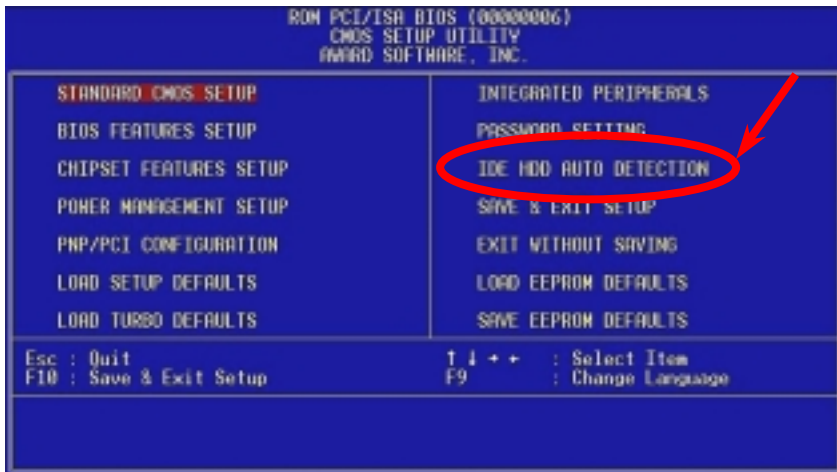 ROM PCI/ISA BIOS (00000006)
CMOS SETUP UTILITY
AWARD SOFTWARE, INC.
STANDARD CMOS SETUP
BIOS FEATURES SETUP
CHIPSET FEATURES SETUP
POWER MANAGEMENT SETUP
PNP/PCI CONFIGURATION
LOAD SETUP DEFAULTS
LOAD TURBO DEFAULTS
INTEGRATED PERIPHERALS
PASSWORD SETTING
IDE HDD AUTO DETECTION
SAVE & EXIT SETUP
EXIT WITHOUT SAVING
LOAD EEPROM DEFAULTS
SAVE EEPROM DEFAULTS
Esc : Quit
F10 : Save & Exit Setup
↑ ↓ → ← : Select Item
F9 : Change Language